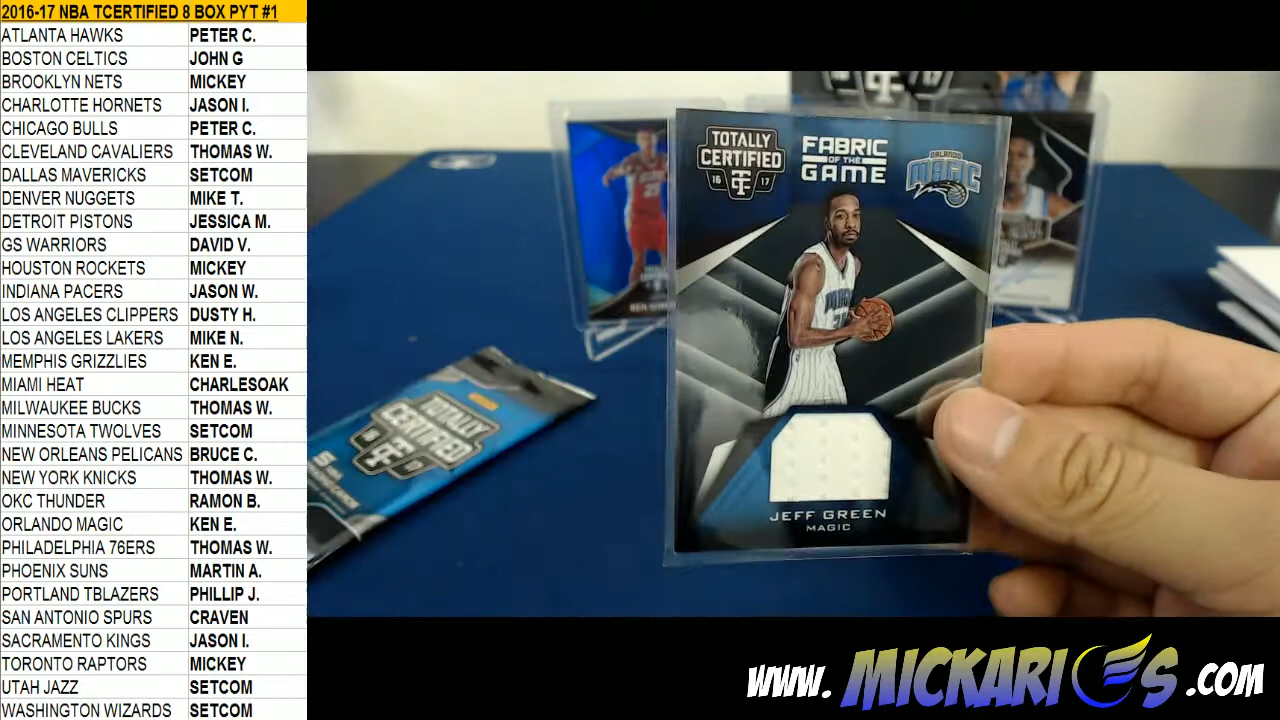 2016-17 NBA TCERTIFIED 8 BOX PYT #1
ATLANTA HAWKS PETER C.
BOSTON CELTICS JOHN G
BROOKLYN NETS MICKEY
CHARLOTTE HORNETS JASON I.
CHICAGO BULLS PETER C.
CLEVELAND CAVALIERS THOMAS W.
DALLAS MAVERICKS SETCOM
DENVER NUGGETS MIKE T.
DETROIT PISTONS JESSICA M.
GS WARRIORS DAVID V.
HOUSTON ROCKETS MICKEY
INDIANA PACERS JASON W.
LOS ANGELES CLIPPERS DUSTY H.
LOS ANGELES LAKERS MIKE N.
MEMPHIS GRIZZLIES KEN E.
MIAMI HEAT CHARLESOAK
MILWAUKEE BUCKS THOMAS W.
MINNESOTA TWOLVES SETCOM
NEW ORLEANS PELICANS BRUCE C.
NEW YORK KNICKS THOMAS W.
OKC THUNDER RAMON B.
ORLANDO MAGIC KEN E.
PHILADELPHIA 76ERS THOMAS W.
PHOENIX SUNS MARTIN A.
PORTLAND TBLAZERS PHILLIP J.
SAN ANTONIO SPURS CRAVEN
SACRAMENTO KINGS JASON I.
TORONTO RAPTORS MICKEY
UTAH JAZZ SETCOM
WASHINGTON WIZARDS SETCOM
TOTALLY
CERTIFIED
16 TC 17
FABRIC
OF THE
GAME
ORLANDO
MAGIC
JEFF GREEN
MAGIC
TOTALLY
CERTIFIED
www.MICKARIES.com